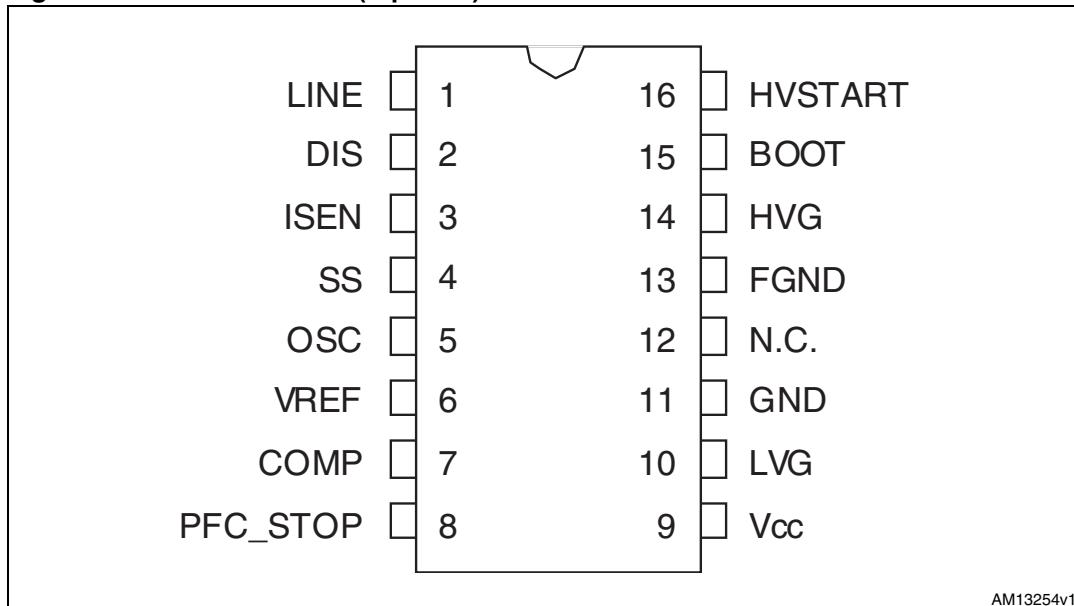 LINE 1 16 HVSTART
DIS 2 15 BOOT
ISEN 3 14 HVG
SS 4 13 FGND
OSC 5 12 N.C.
VREF 6 11 GND
COMP 7 10 LVG
PFC_STOP 8 9 Vcc
AM13254v1